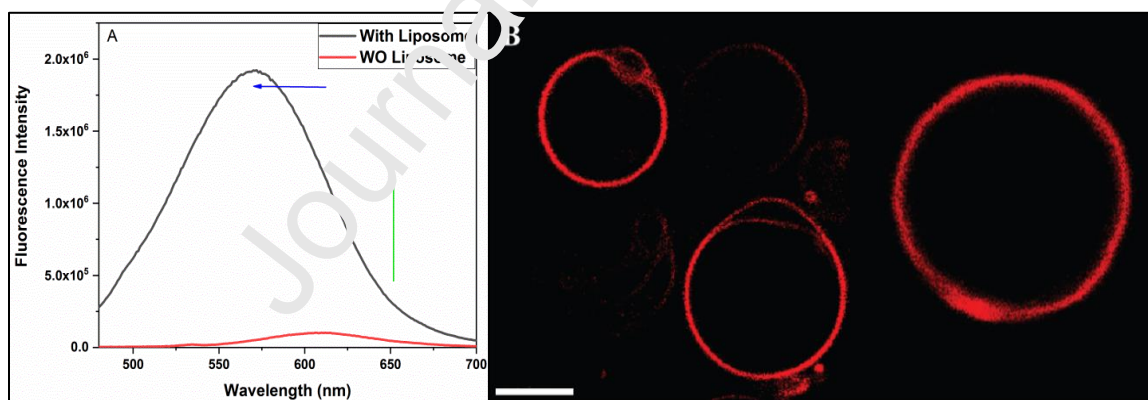 A
With Liposome
WO Liposome
2.0x10⁶
1.5x10⁶
1.0x10⁶
5.0x10⁵
0.0
Fluorescence Intensity
500
550
600
650
700
Wavelength (nm)
B
Journal